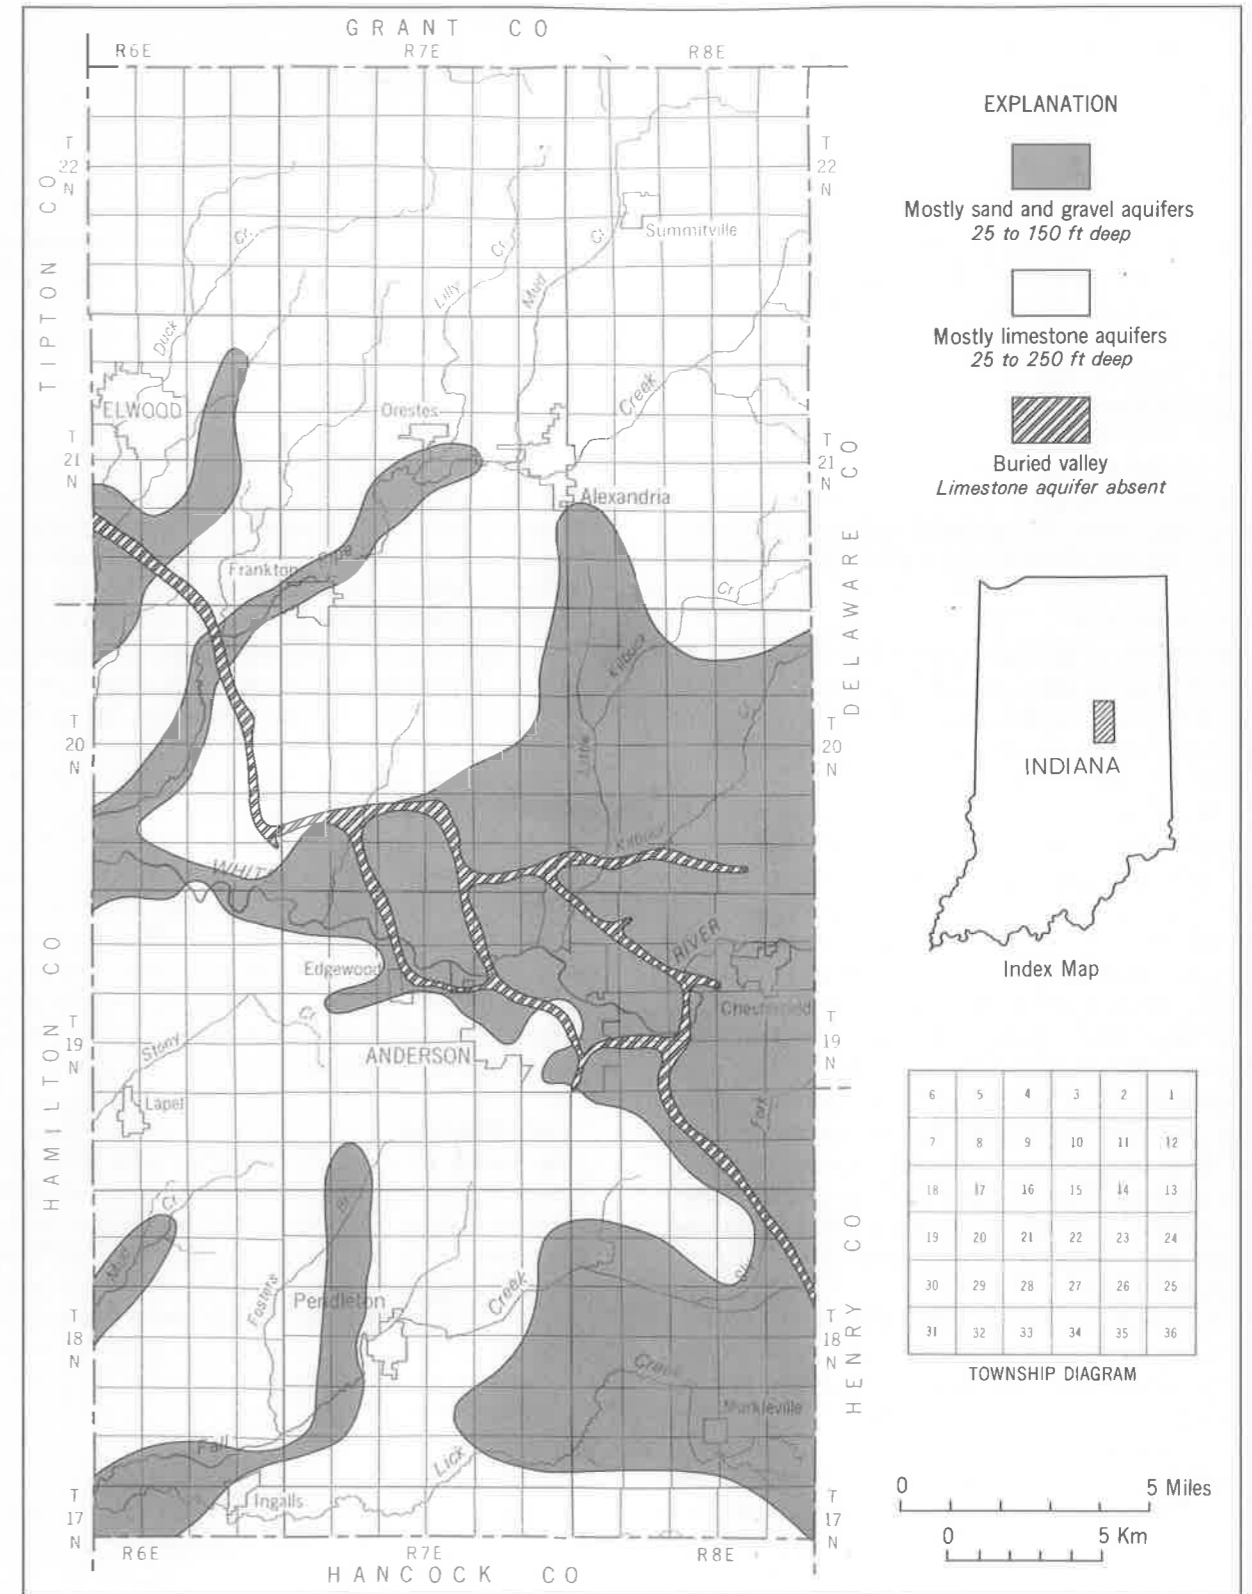 GRANT CO
R6E R7E R8E
EXPLANATION
T
22
N
T
22
N
TIPTON CO
Mostly sand and gravel aquifers
25 to 150 ft deep
Summitville
Cr.
Cr.
Cr.
Lilly
Mud
Duck
Mostly limestone aquifers
25 to 250 ft deep
ELWOOD
Orestes
Creek
T
21
N
T
21
N
Buried valley
Limestone aquifer absent
Alexandria
DELAWARE CO
Frankton
Pipe
Cr.
Killbuck
Little
Cr.
T
20
N
T
20
N
INDIANA
Killbuck
WHIT
RIVER
Edgewood
Index Map
Chesterfield
HAMILTON CO
T
19
N
T
19
N
Stony
Cr.
ANDERSON
Lapel
Fork
6 5 4 3 2 1
7 8 9 10 11 12
18 17 16 15 14 13
19 20 21 22 23 24
30 29 28 27 26 25
31 32 33 34 35 36
TOWNSHIP DIAGRAM
Cr.
Br.
HENRY CO
Fosters
Pendleton
Creek
T
18
N
T
18
N
Creek
Markleville
Fall
Lick
Ingalls
T
17
N
T
17
N
0 5 Miles
0 5 Km
R6E R7E R8E
HANCOCK CO